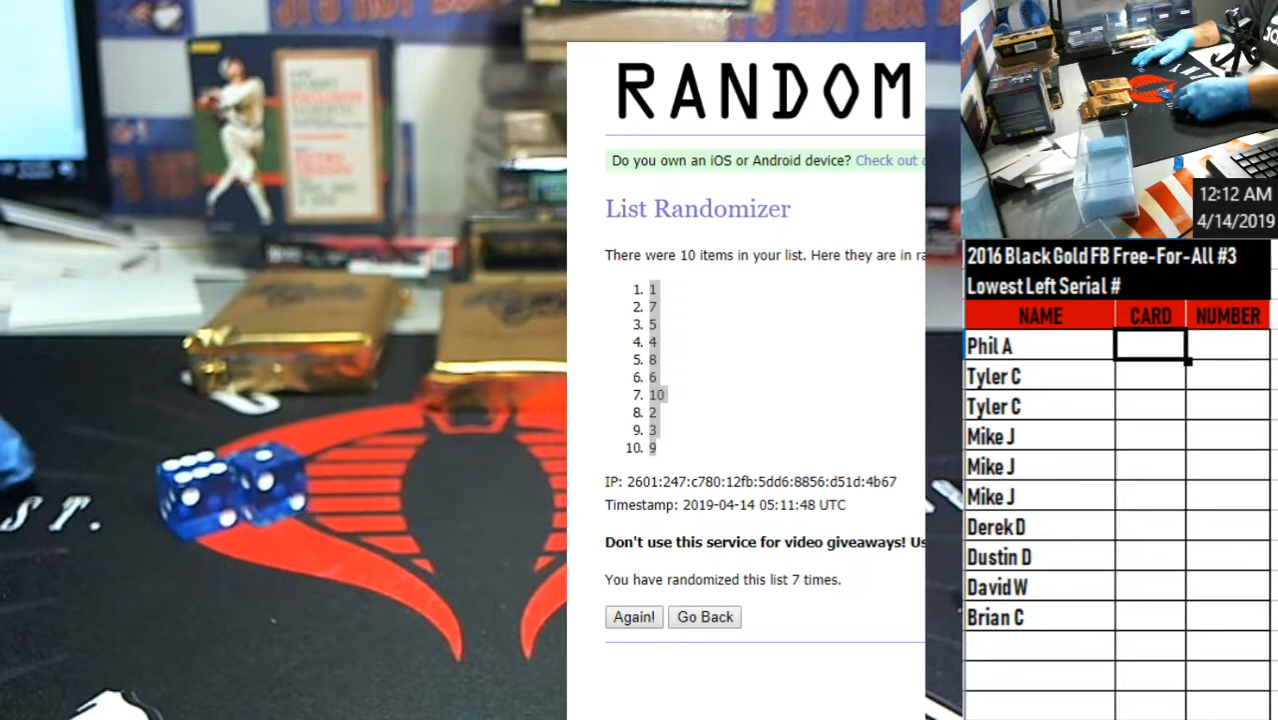 RANDOM
Do you own an iOS or Android device? Check out
List Randomizer
There were 10 items in your list. Here they are in ra
1. 1
2. 7
3. 5
4. 4
5. 8
6. 6
7. 10
8. 2
9. 3
10. 9
IP: 2601:247:c780:12fb:5dd6:8856:d51d:4b67
Timestamp: 2019-04-14 05:11:48 UTC
Don't use this service for video giveaways! Us
You have randomized this list 7 times.
Again! Go Back
12:12 AM
4/14/2019
2016 Black Gold FB Free-For-All #3
Lowest Left Serial #
NAME CARD NUMBER
Phil A
Tyler C
Tyler C
Mike J
Mike J
Mike J
Derek D
Dustin D
David W
Brian C
ST.